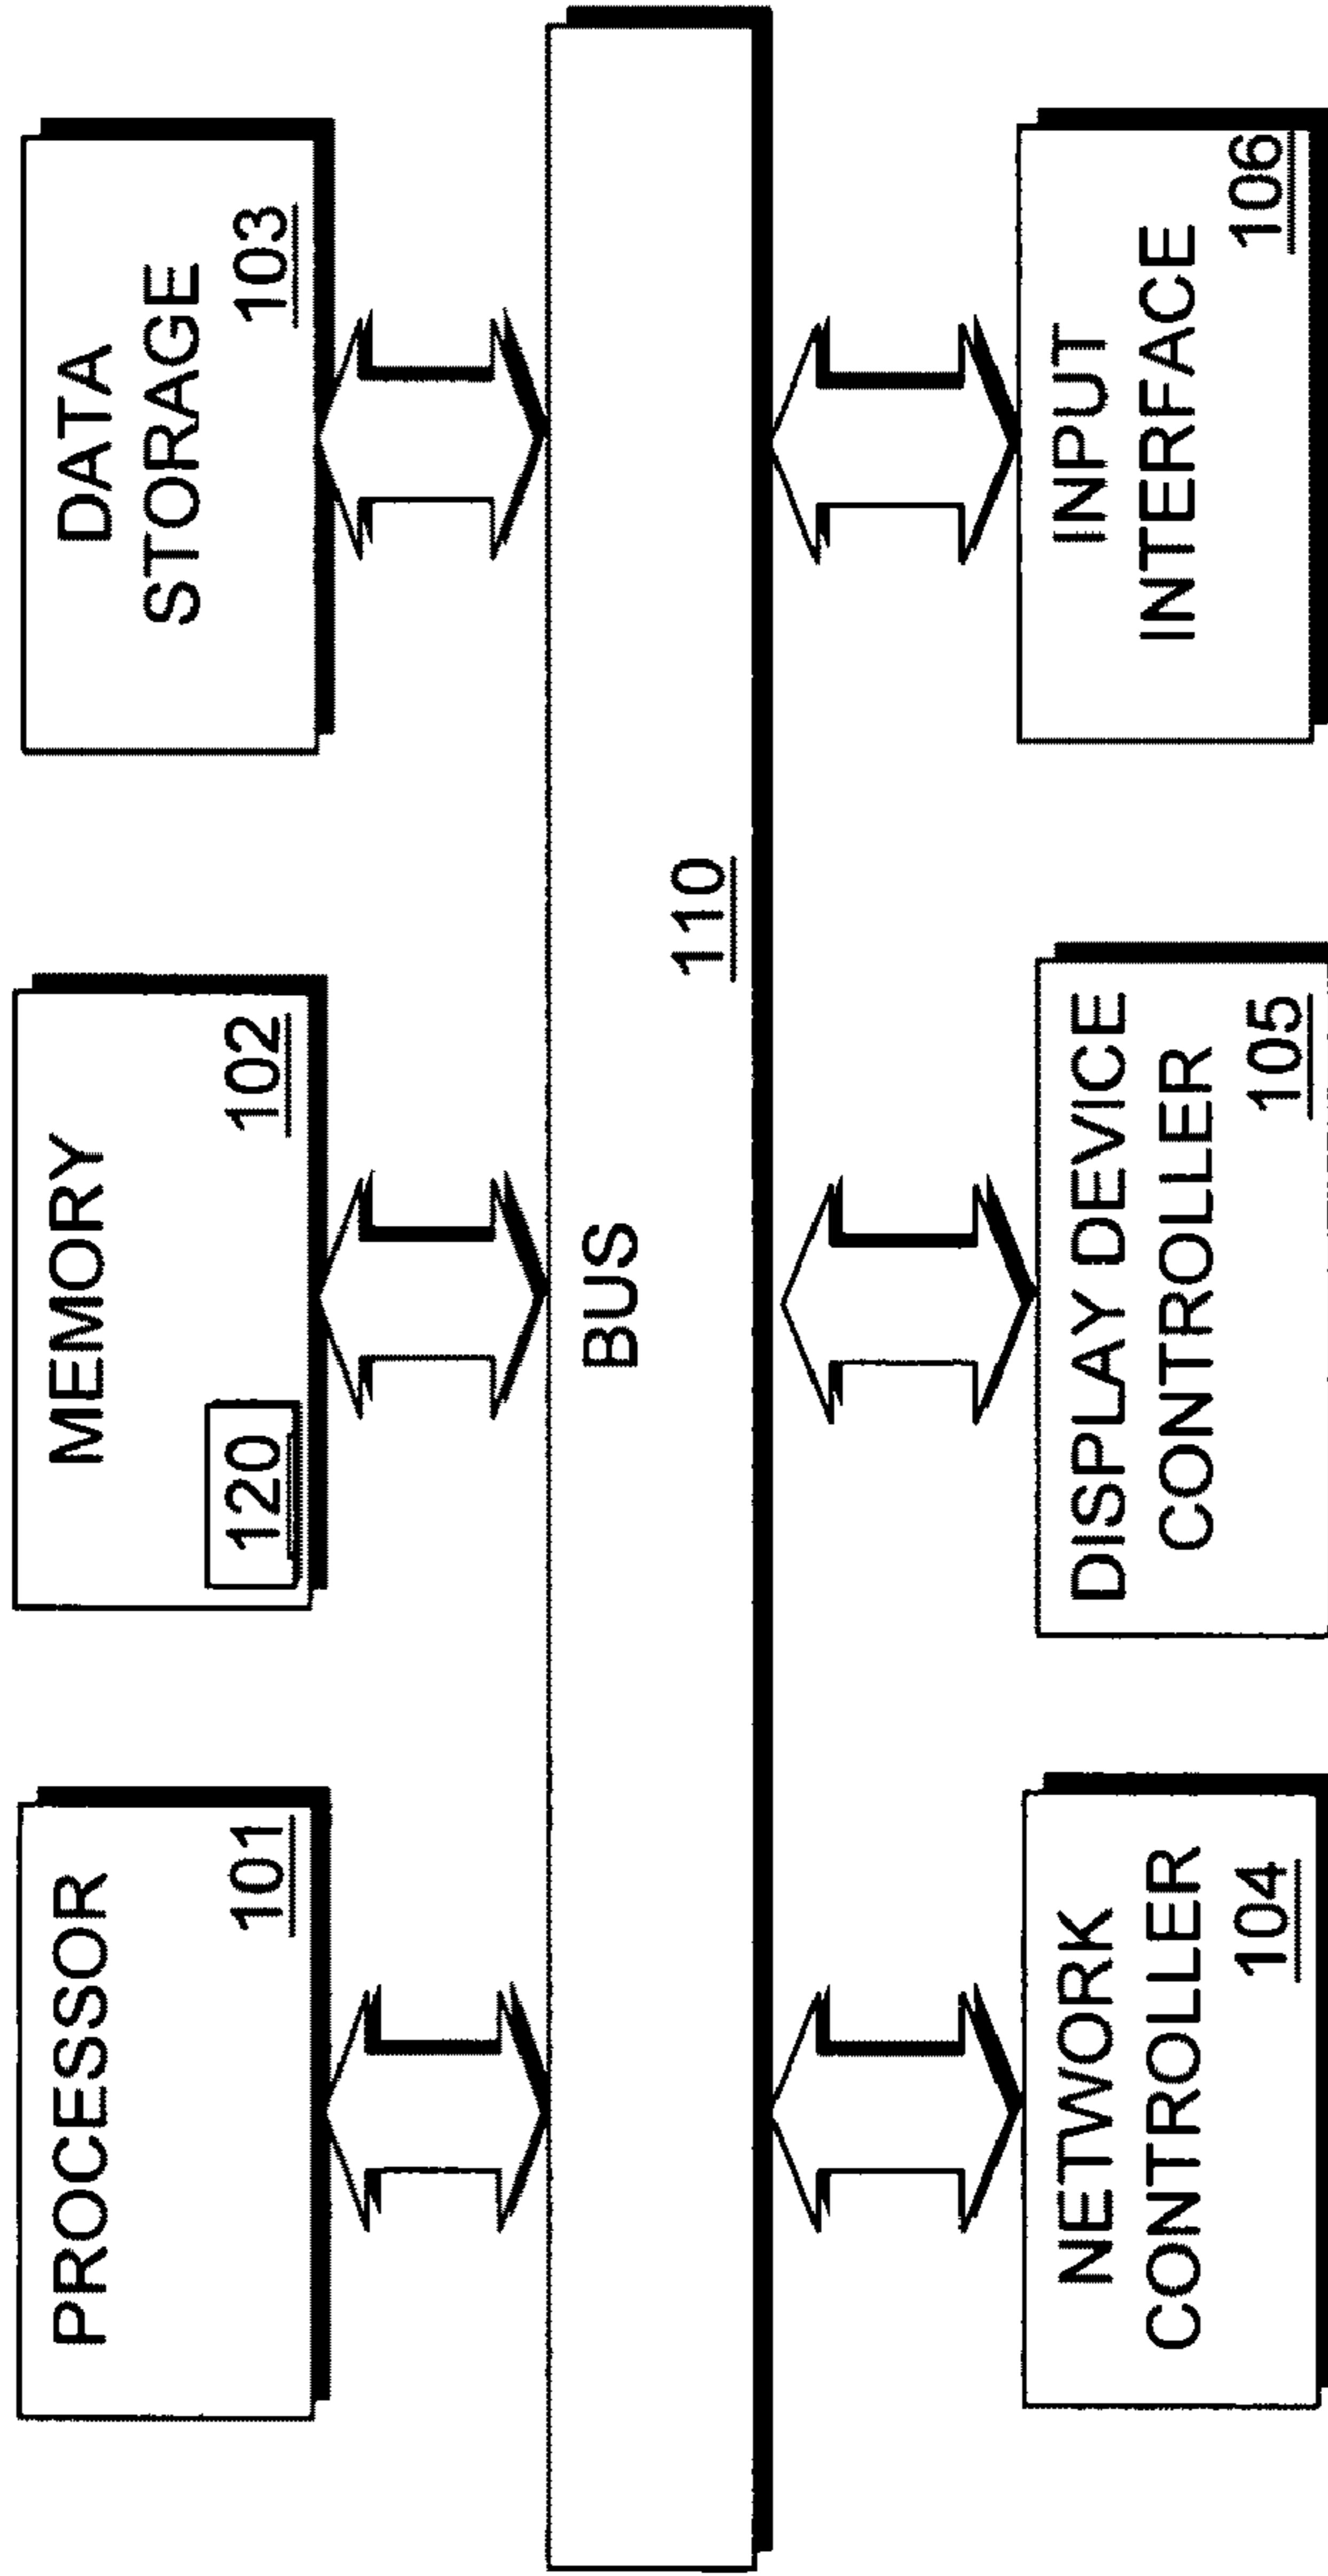 PROCESSOR
101
MEMORY
120
102
DATA
STORAGE
103
BUS
110
NETWORK
CONTROLLER
104
DISPLAY DEVICE
CONTROLLER
105
INPUT
INTERFACE
106